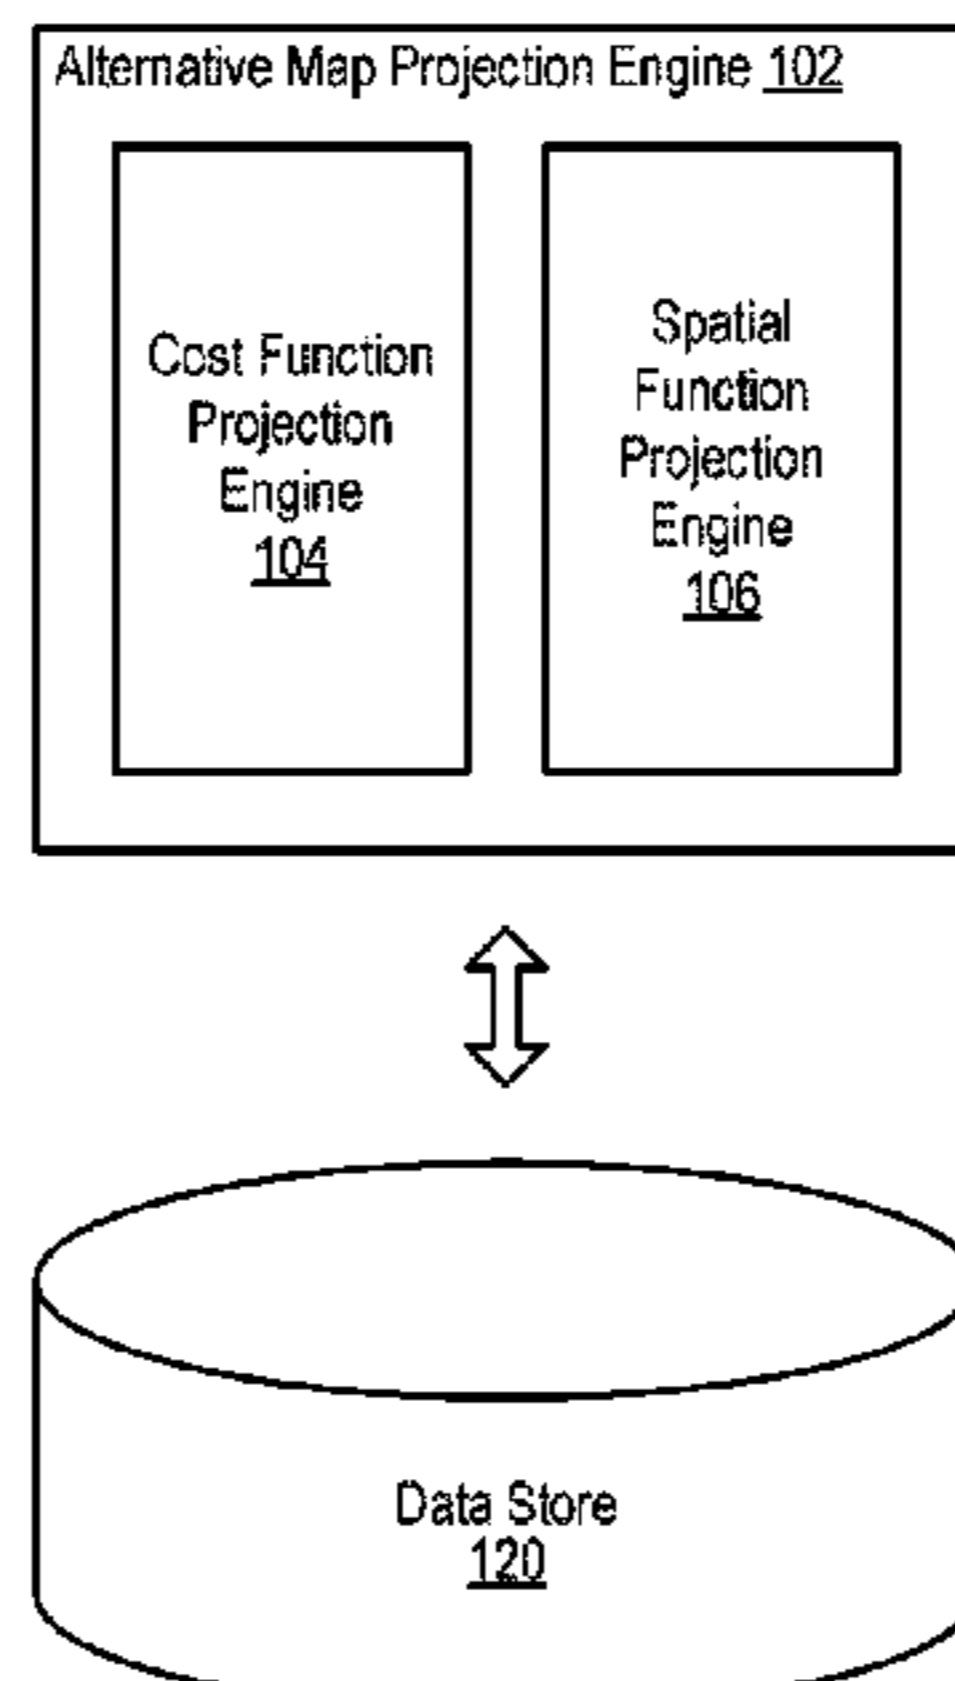 Alternative Map Projection Engine 102
Cost Function
Projection
Engine
104
Spatial
Function
Projection
Engine
106
Data Store
120